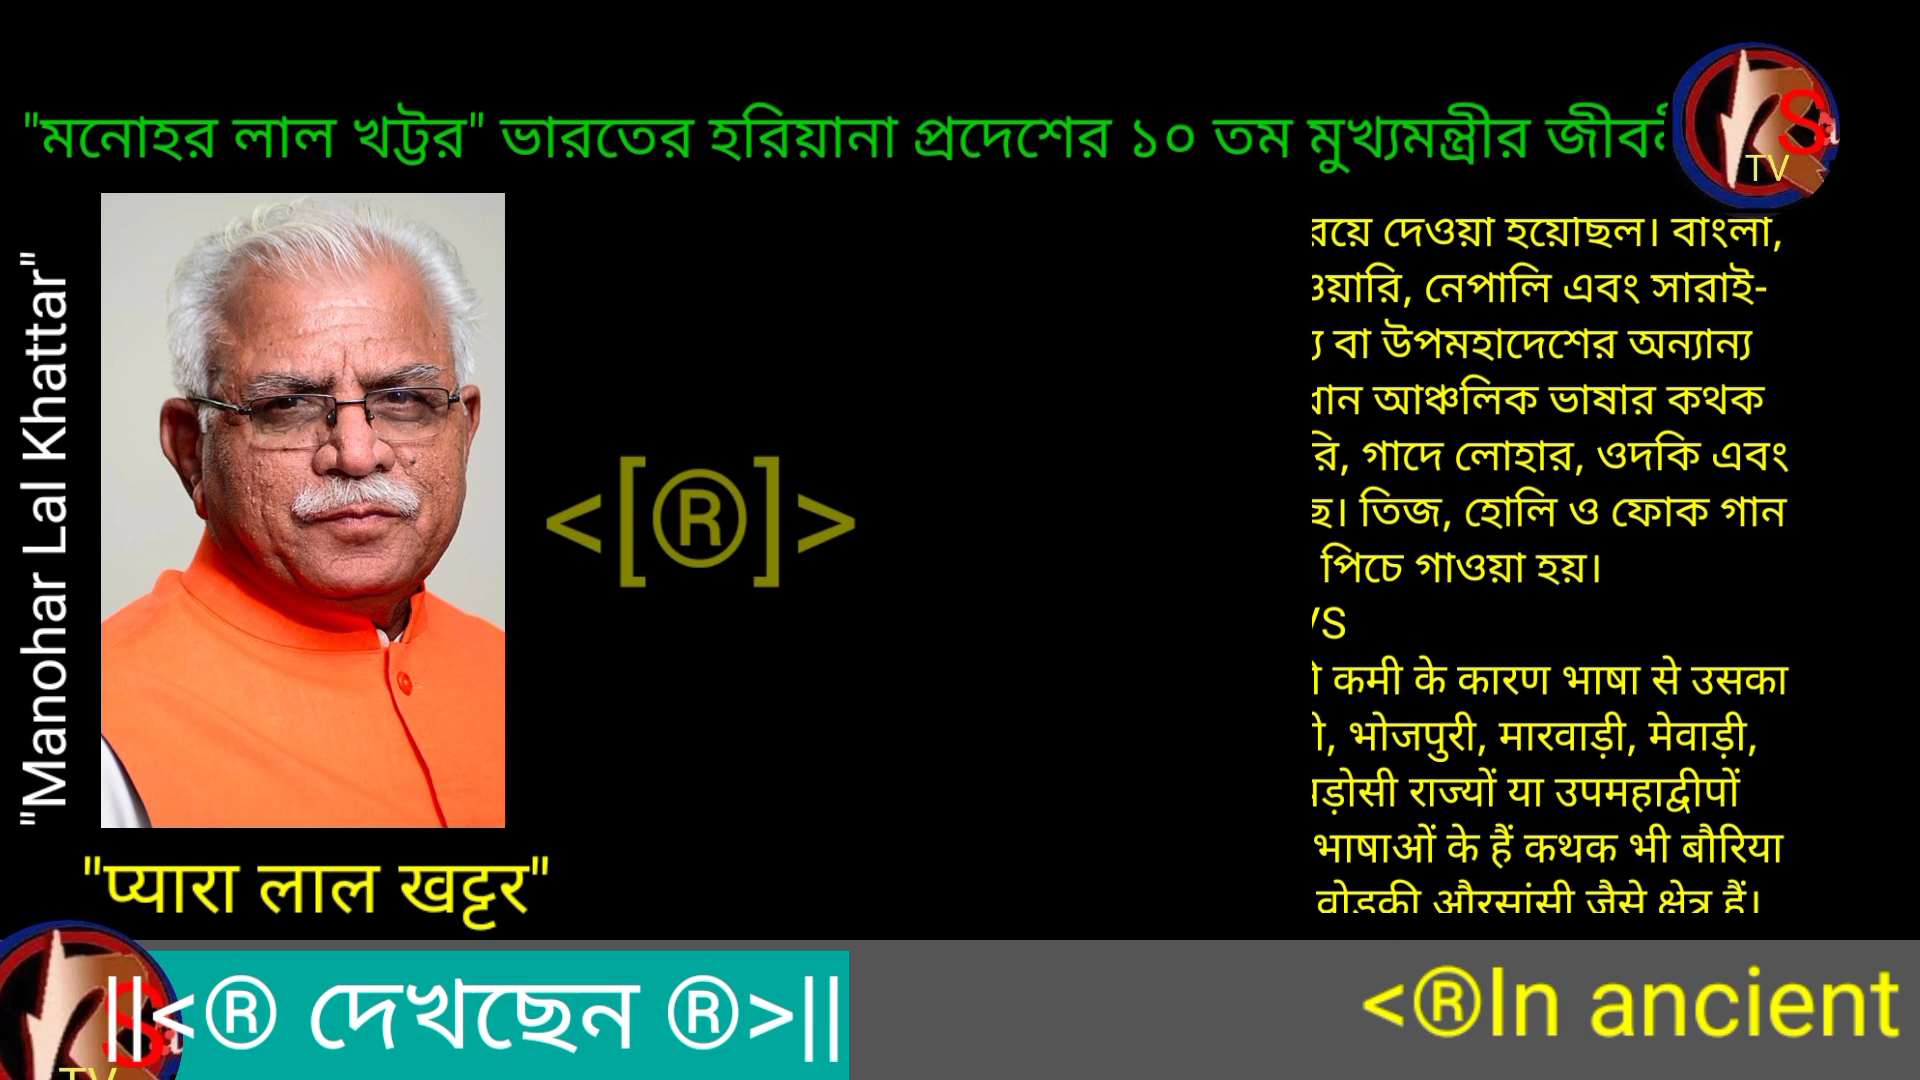 "মনোহর লাল খট্টর" ভারতের হরিয়ানা প্রদেশের ১০ তম মুখ্যমন্ত্রীর
TV
"Manohar Lal Khattar"
দেওয়া হয়েছিল। বাংলা,
নেপালি এবং সারাই-
বা উপমহাদেশের অন্যান্য
আঞ্চলিক ভাষার কথক
গাদে লোহার, ওদকি এবং
তিজ, হোলি ও ফোক গান
পিচে গাওয়া হয়।
<[®]>
कमी के कारण भाषा से उसका
भोजपुरी, मारवाड़ी, मेवाड़ी,
राज्यों या उपमहाद्वीपों
भाषाओं के हैं कथक भी बौरिया
जैसे क्षेत्र हैं।
"प्यारा लाल खट्टर"
||<® দেখছেন ®>||
<®In ancient
TV